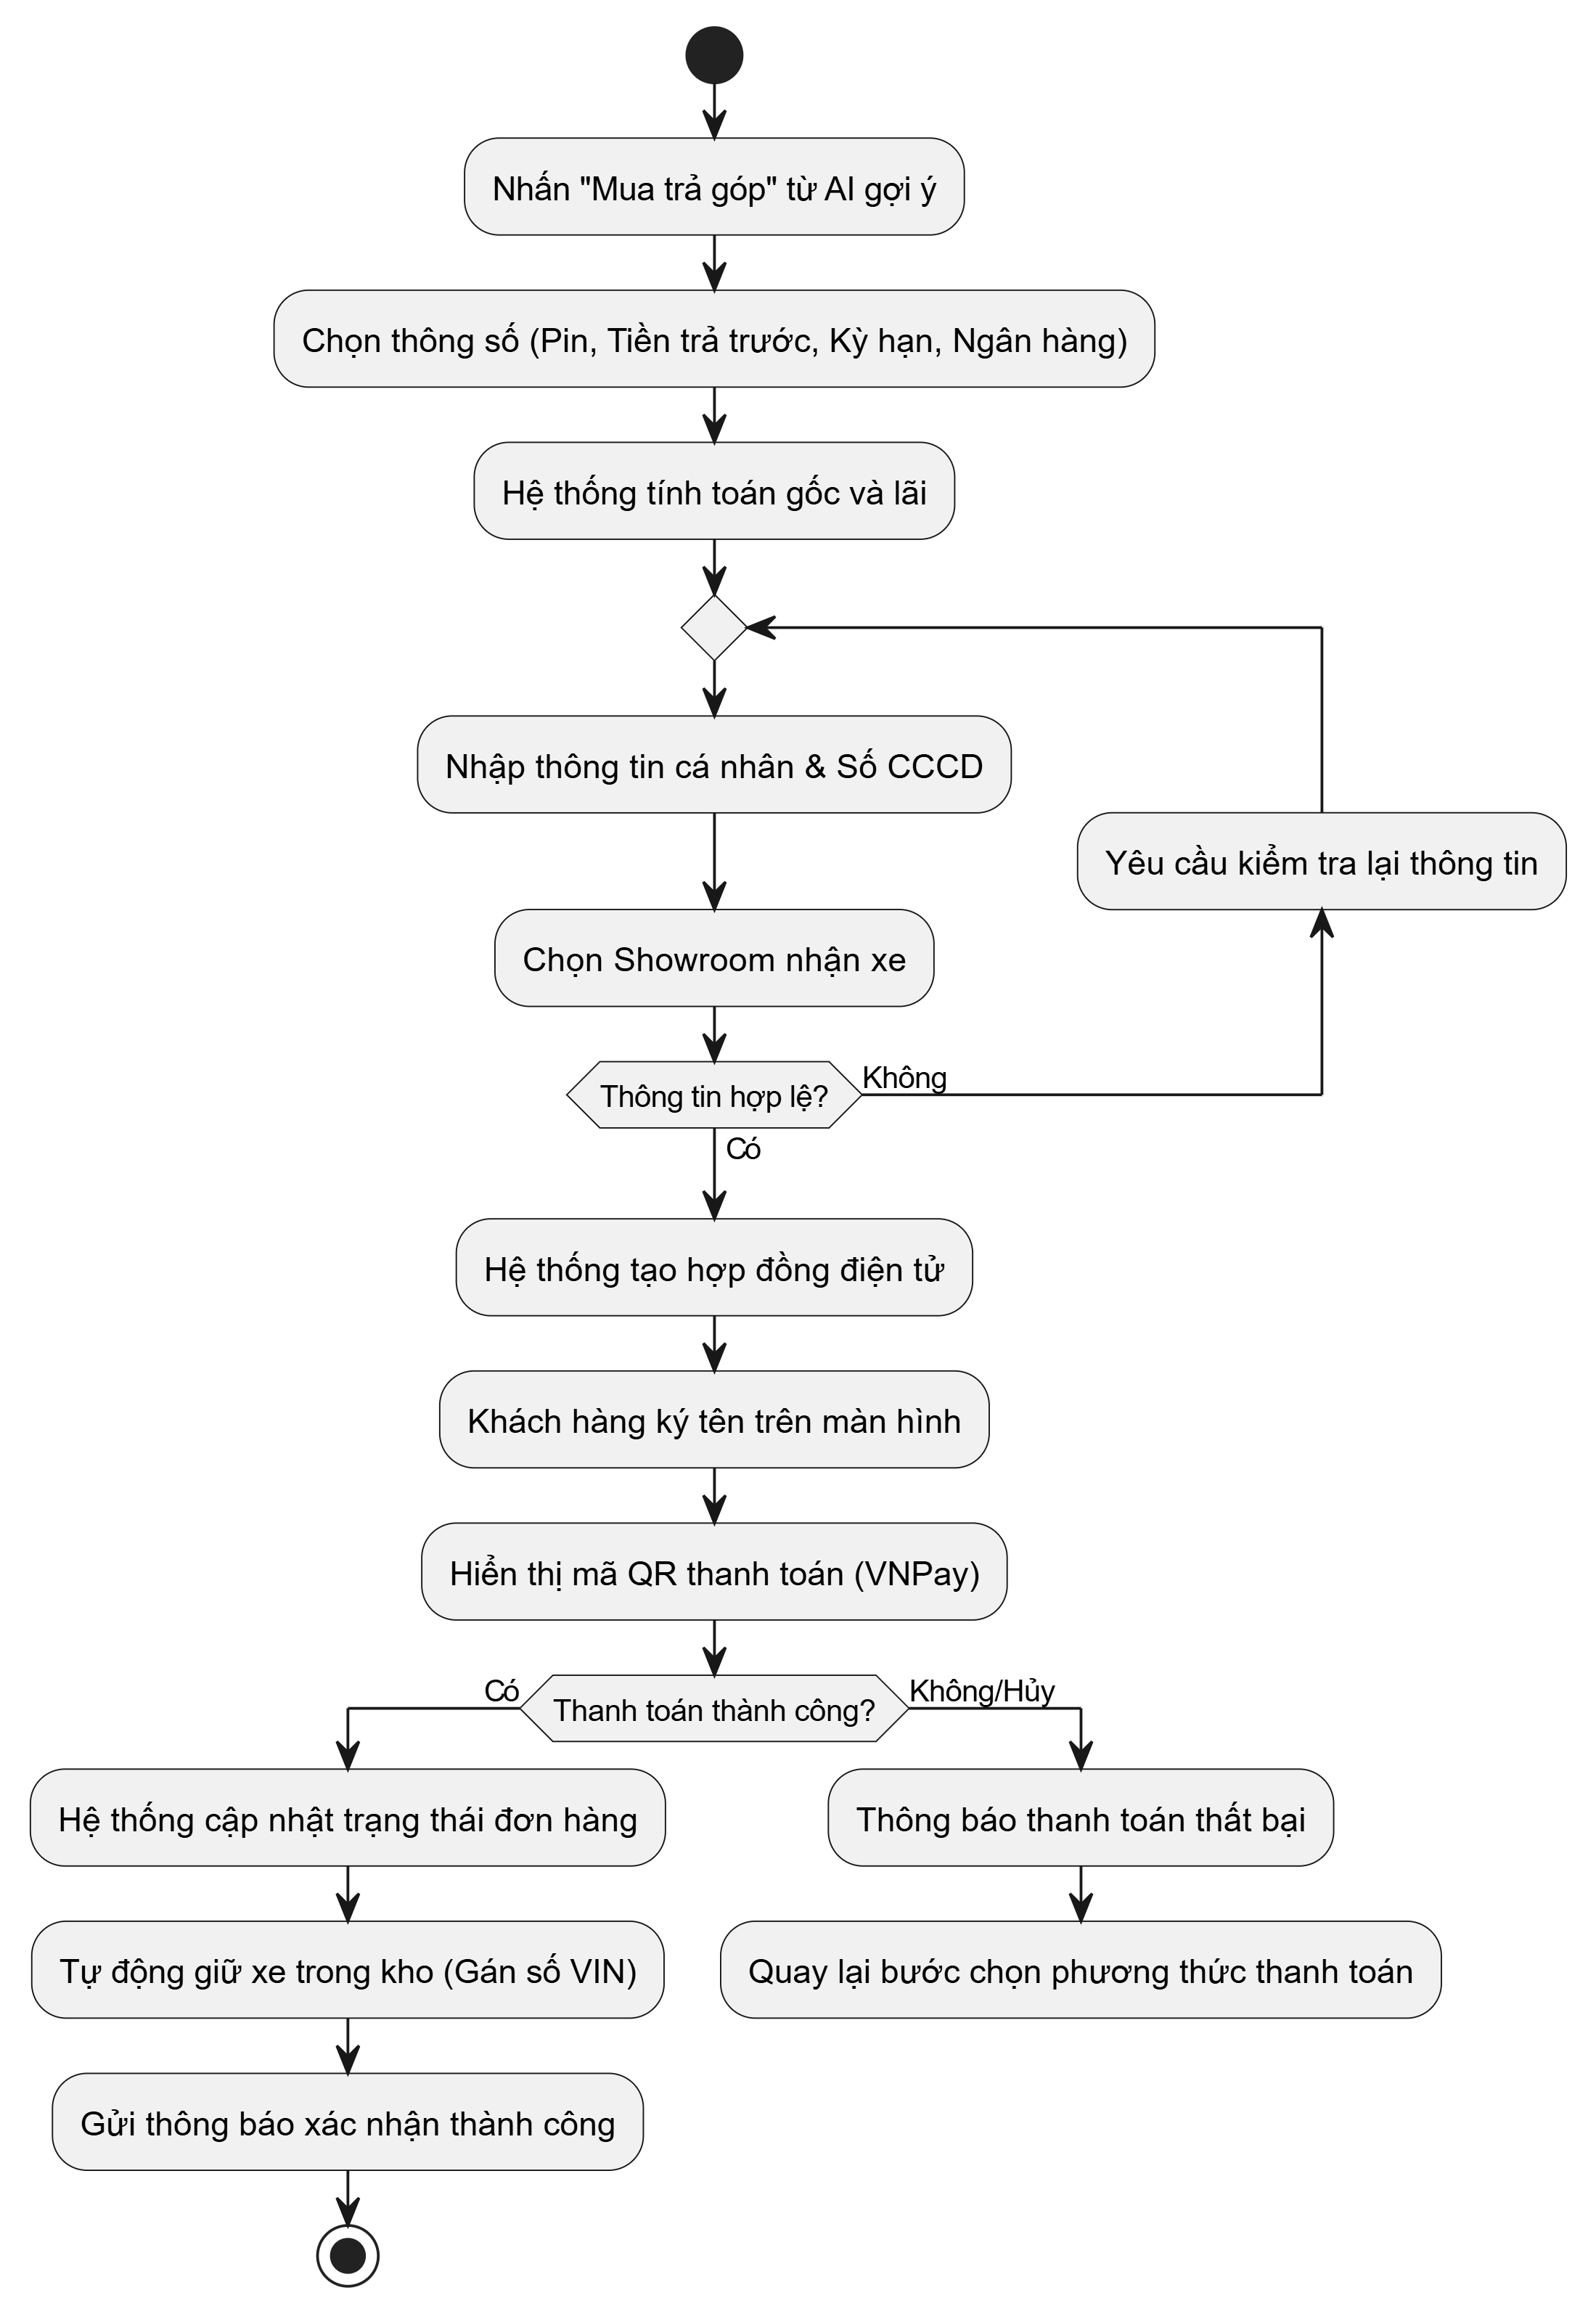 Nhấn "Mua trả góp" từ AI gợi ý
Chọn thông số (Pin, Tiền trả trước, Kỳ hạn, Ngân hàng)
Hệ thống tính toán gốc và lãi
Nhập thông tin cá nhân & Số CCCD
Yêu cầu kiểm tra lại thông tin
Chọn Showroom nhận xe
Thông tin hợp lệ?
Không
Có
Hệ thống tạo hợp đồng điện tử
Khách hàng ký tên trên màn hình
Hiển thị mã QR thanh toán (VNPay)
Có
Thanh toán thành công?
Không/Hủy
Hệ thống cập nhật trạng thái đơn hàng
Thông báo thanh toán thất bại
Tự động giữ xe trong kho (Gán số VIN)
Quay lại bước chọn phương thức thanh toán
Gửi thông báo xác nhận thành công